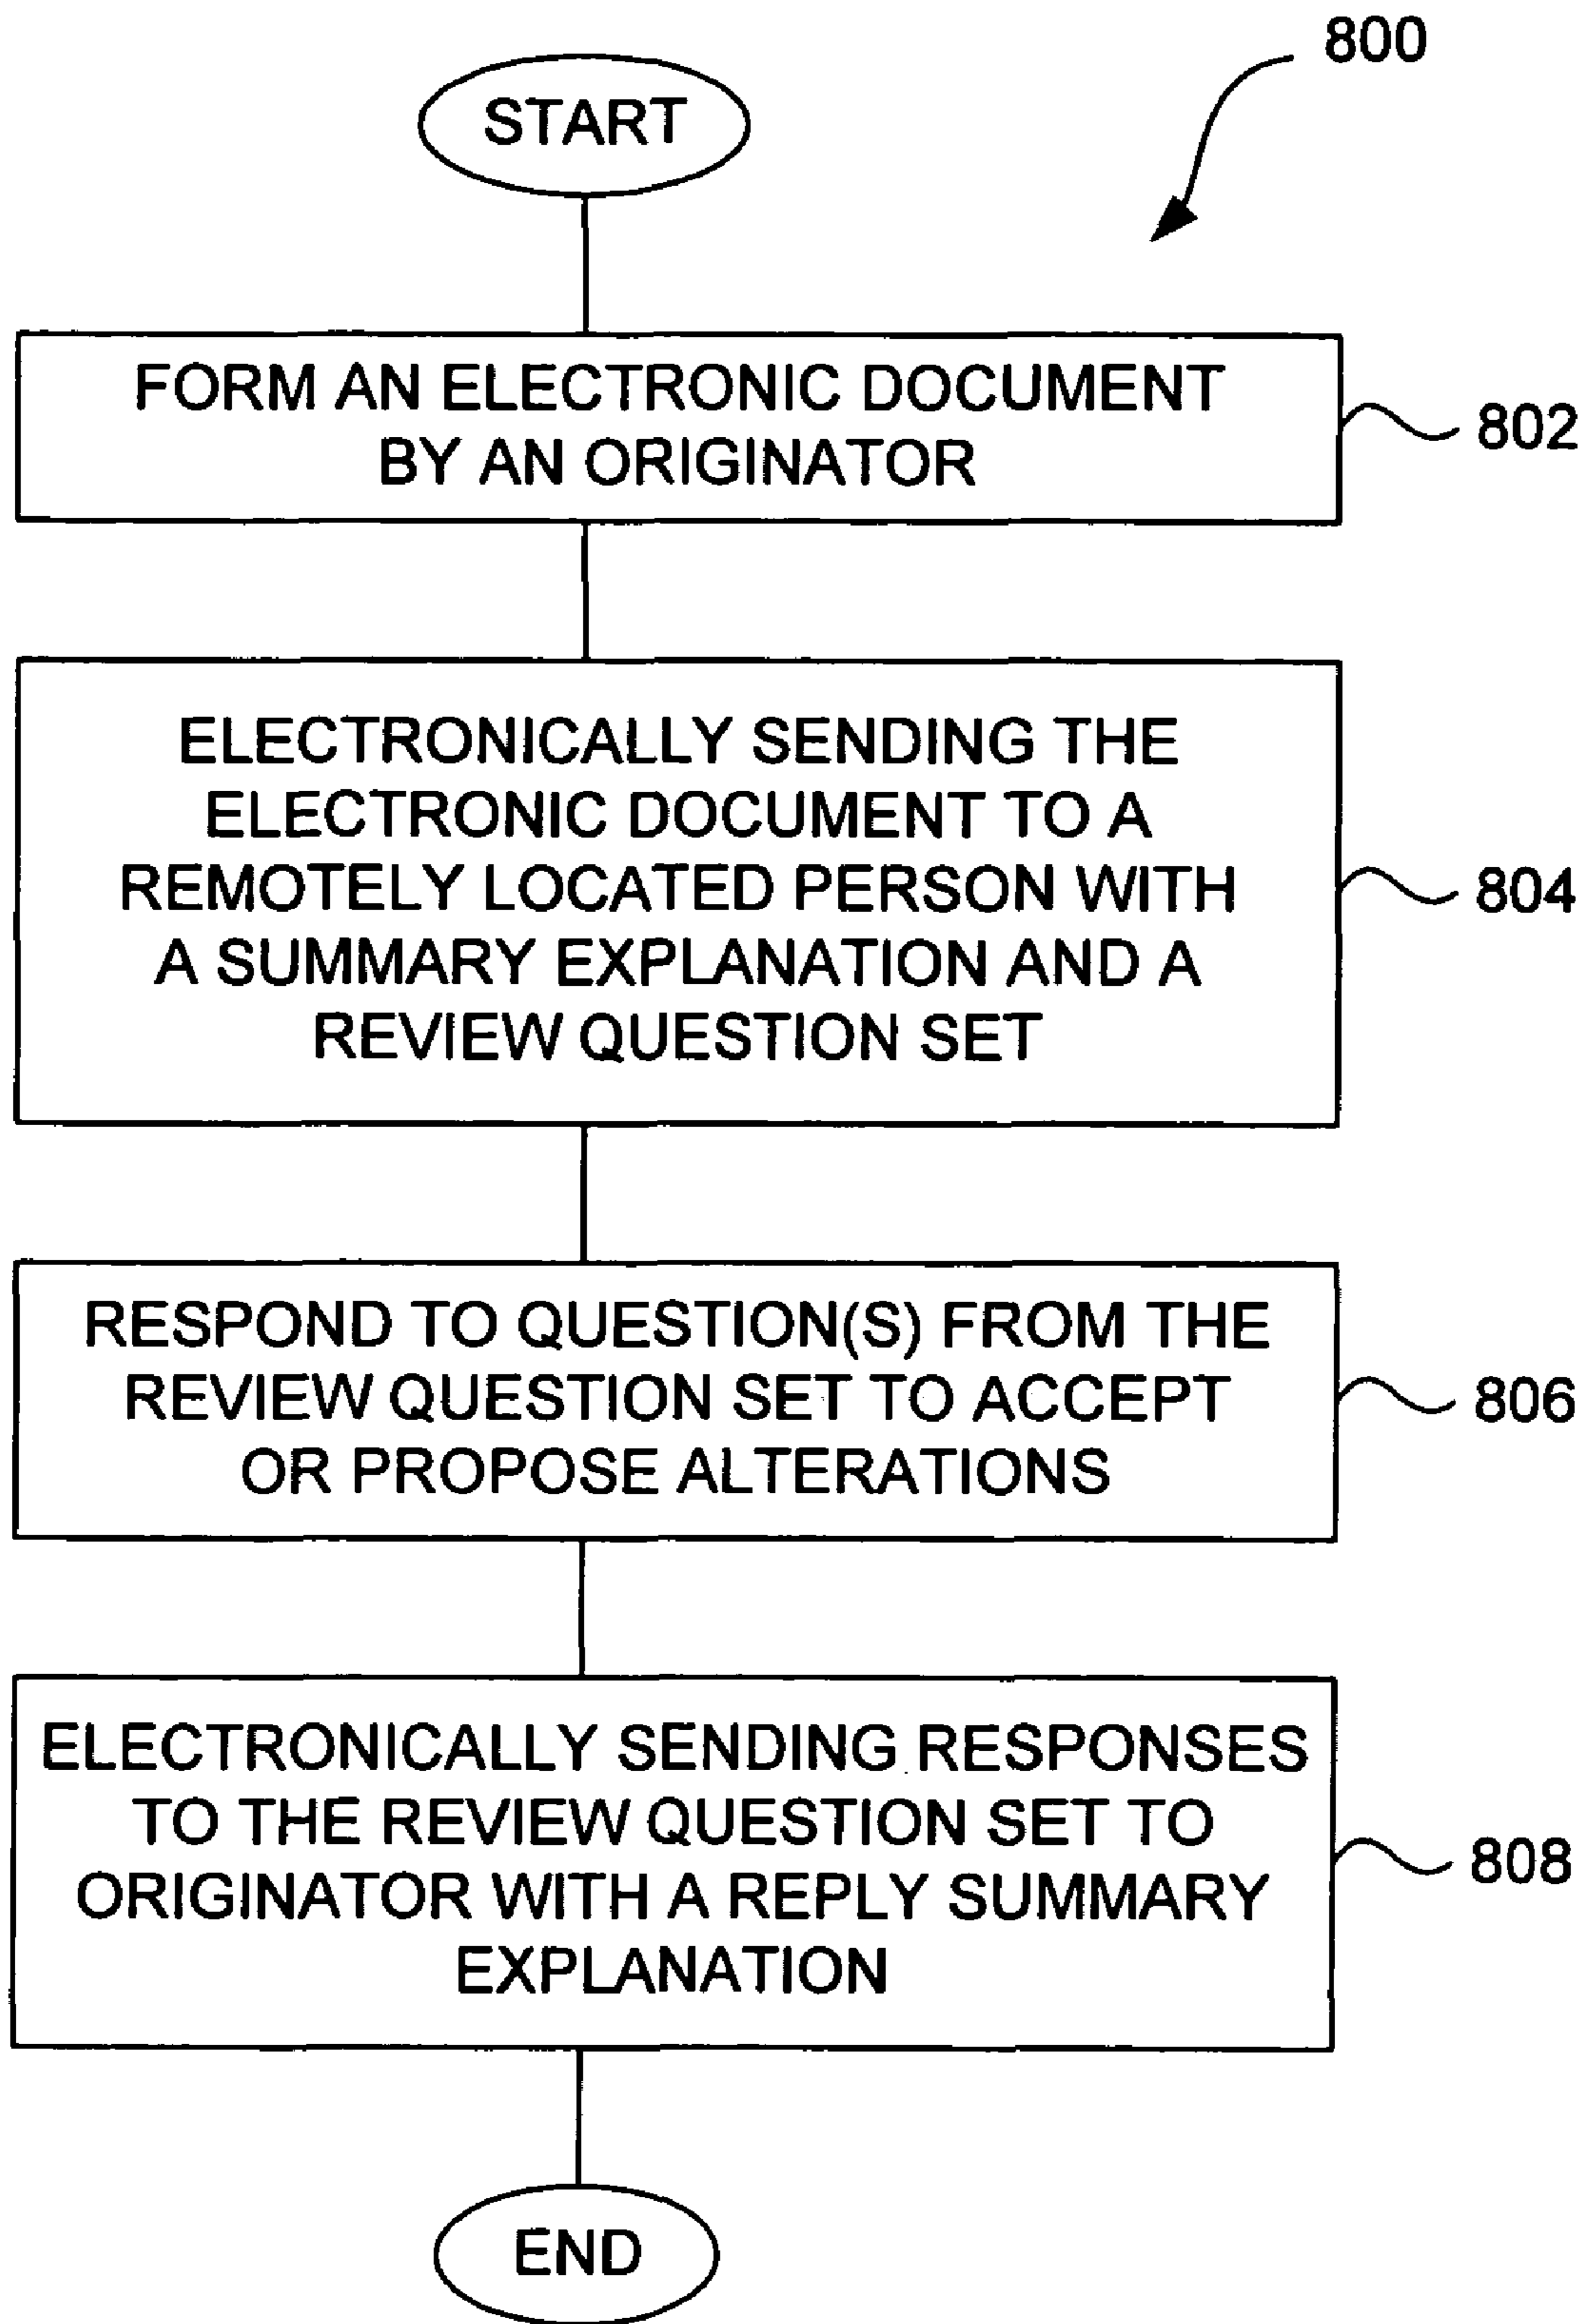 800
START
FORM AN ELECTRONIC DOCUMENT
BY AN ORIGINATOR
802
ELECTRONICALLY SENDING THE
ELECTRONIC DOCUMENT TO A
REMOTELY LOCATED PERSON WITH
A SUMMARY EXPLANATION AND A
REVIEW QUESTION SET
804
RESPOND TO QUESTION(S) FROM THE
REVIEW QUESTION SET TO ACCEPT
OR PROPOSE ALTERATIONS
806
ELECTRONICALLY SENDING RESPONSES
TO THE REVIEW QUESTION SET TO
ORIGINATOR WITH A REPLY SUMMARY
EXPLANATION
808
END